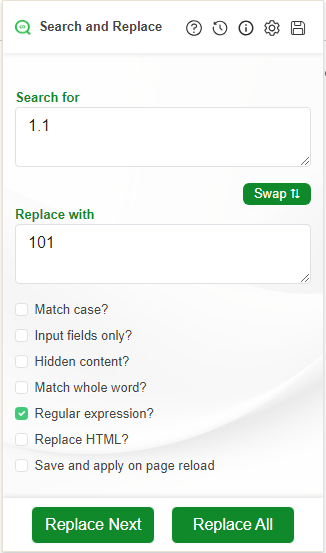 Search and Replace
Search for
1.1
Swap ⇅
Replace with
101
Match case?
Input fields only?
Hidden content?
Match whole word?
Regular expression?
Replace HTML?
Save and apply on page reload
Replace Next Replace All